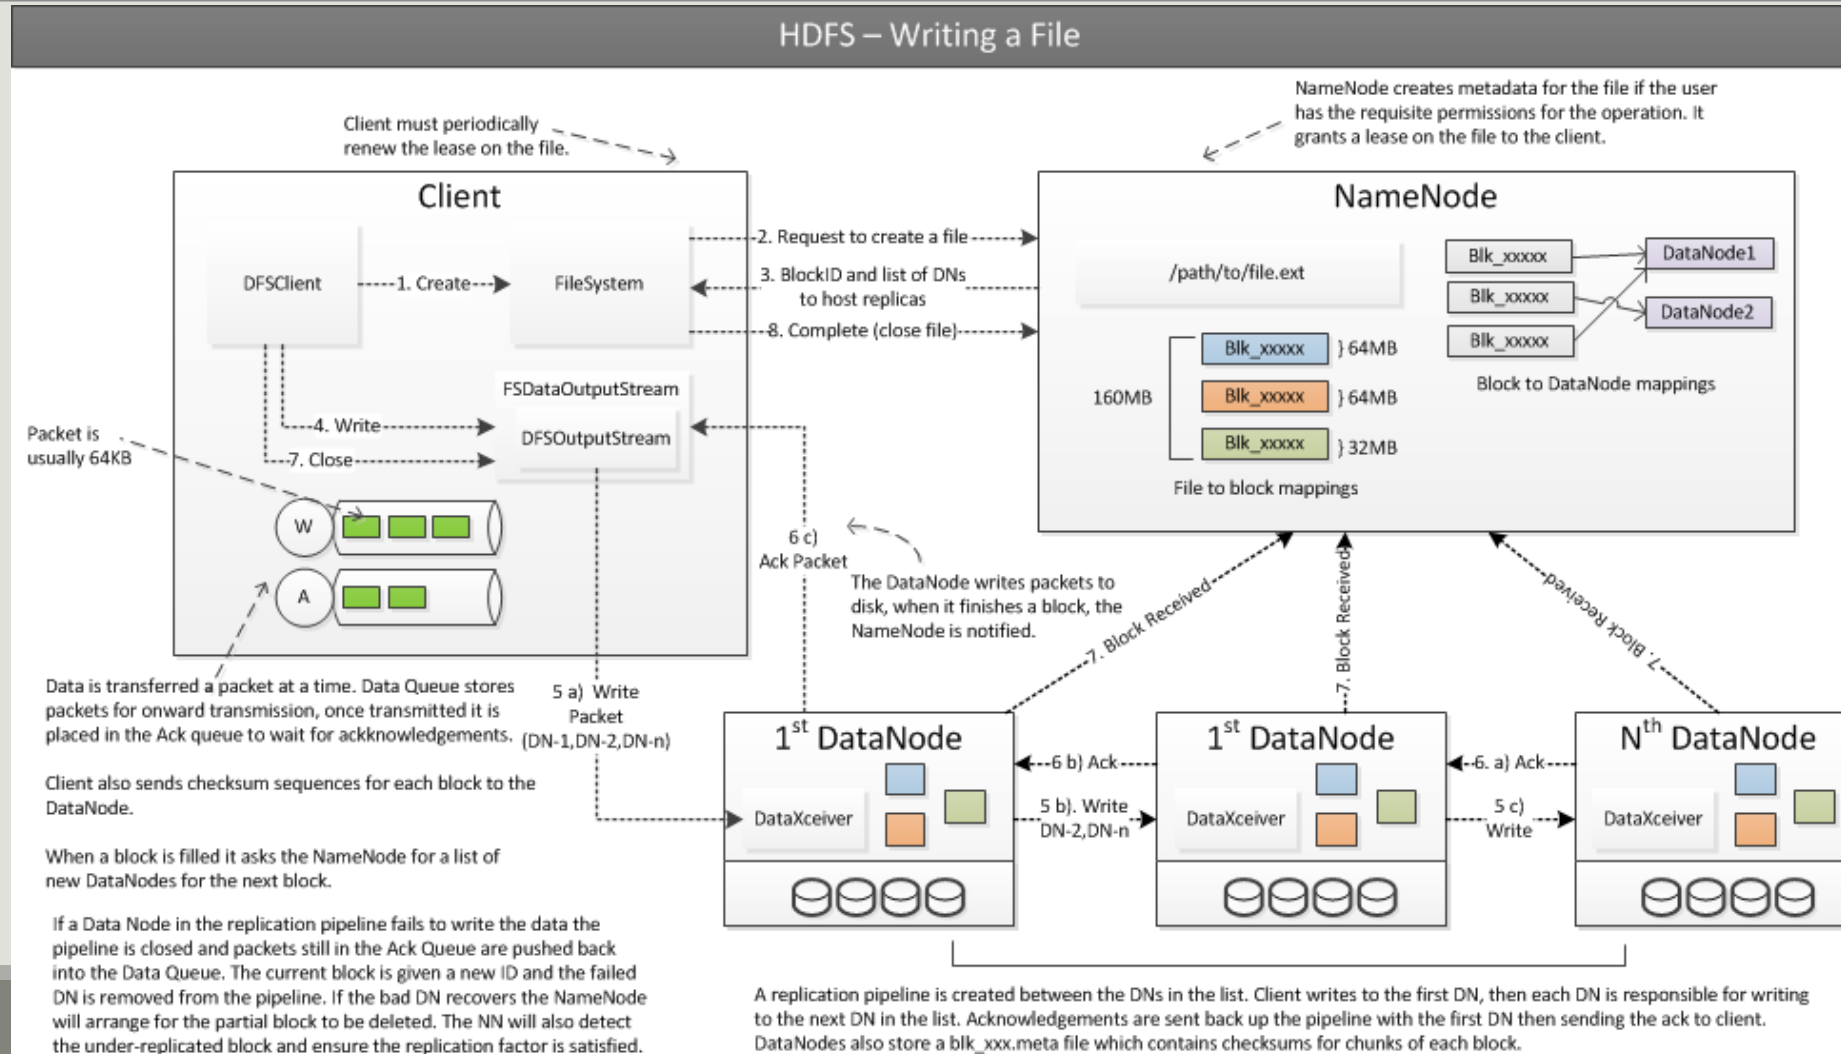 HDFS – Writing a File
Client must periodically
renew the lease on the file.
NameNode creates metadata for the file if the user
has the requisite permissions for the operation. It
grants a lease on the file to the client.
Client
DFSClient
1. Create
FileSystem
2. Request to create a file
3. BlockID and list of DNs
to host replicas
8. Complete (close file)
FSDataOutputStream
DFSOutputStream
4. Write
7. Close
Packet is
usually 64KB
W
A
NameNode
/path/to/file.ext
Blk_xxxxx
Blk_xxxxx
Blk_xxxxx
DataNode1
DataNode2
Block to DataNode mappings
160MB
Blk_xxxxx } 64MB
Blk_xxxxx } 64MB
Blk_xxxxx } 32MB
File to block mappings
6 c)
Ack Packet
The DataNode writes packets to
disk, when it finishes a block, the
NameNode is notified.
7. Block Received
7. Block Received
7. Block Received
Data is transferred a packet at a time. Data Queue stores
packets for onward transmission, once transmitted it is
placed in the Ack queue to wait for ackknowledgements.
Client also sends checksum sequences for each block to the
DataNode.
When a block is filled it asks the NameNode for a list of
new DataNodes for the next block.
If a Data Node in the replication pipeline fails to write the data the
pipeline is closed and packets still in the Ack Queue are pushed back
into the Data Queue. The current block is given a new ID and the failed
DN is removed from the pipeline. If the bad DN recovers the NameNode
will arrange for the partial block to be deleted. The NN will also detect
the under-replicated block and ensure the replication factor is satisfied.
5 a) Write
Packet
(DN-1,DN-2,DN-n)
1st DataNode
DataXceiver
6 b) Ack
5 b). Write
DN-2,DN-n
1st DataNode
DataXceiver
6. a) Ack
5 c)
Write
Nth DataNode
DataXceiver
A replication pipeline is created between the DNs in the list. Client writes to the first DN, then each DN is responsible for writing
to the next DN in the list. Acknowledgements are sent back up the pipeline with the first DN then sending the ack to client.
DataNodes also store a blk_xxx.meta file which contains checksums for chunks of each block.